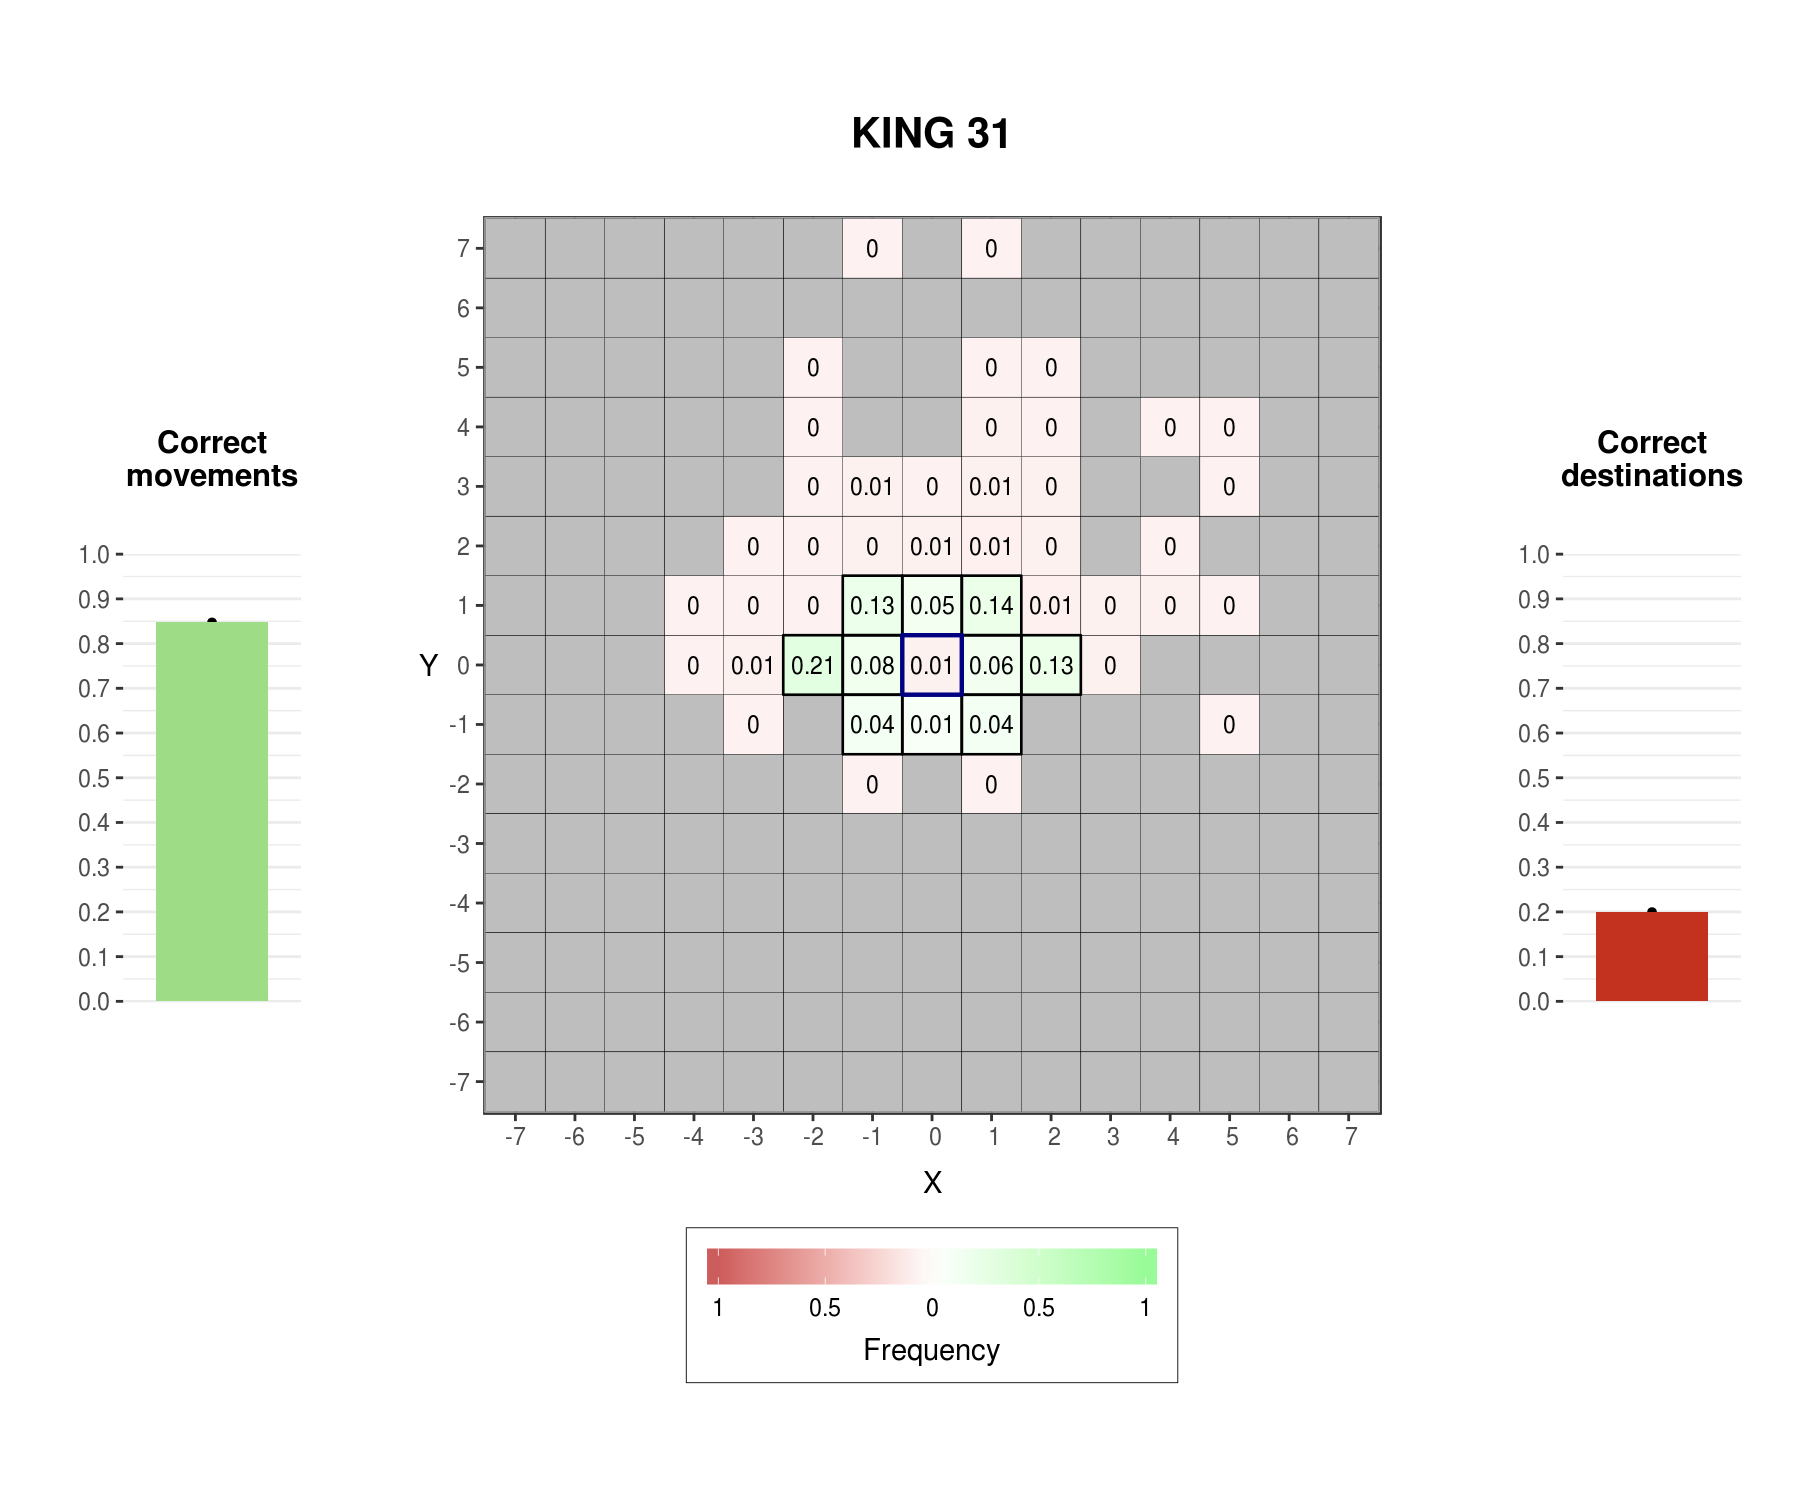 KING 31
Correct
movements
1.0
0.9
0.8
0.7
0.6
0.5
0.4
0.3
0.2
0.1
0.0
Y
7 0 0
6
5 0 0 0
4 0 0 0 0 0
3 0 0.01 0 0.01 0 0
2 0 0 0 0.01 0.01 0 0
1 0 0 0 0.13 0.05 0.14 0.01 0 0 0
0 0 0.01 0.21 0.08 0.01 0.06 0.13 0
-1 0 0.04 0.01 0.04 0
-2 0 0
-3
-4
-5
-6
-7
-7 -6 -5 -4 -3 -2 -1 0 1 2 3 4 5 6 7
X
1 0.5 0 0.5 1
Frequency
Correct
destinations
1.0
0.9
0.8
0.7
0.6
0.5
0.4
0.3
0.2
0.1
0.0